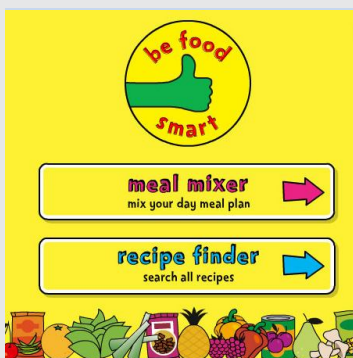 be food
smart
meal mixer
mix your day meal plan
recipe finder
search all recipes